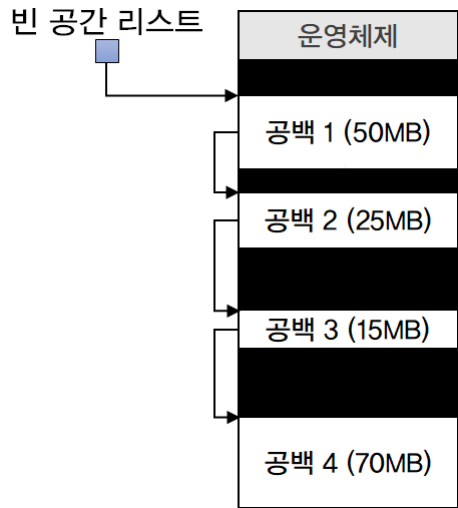 빈 공간 리스트
운영체제
공백 1 (50MB)
공백 2 (25MB)
공백 3 (15MB)
공백 4 (70MB)